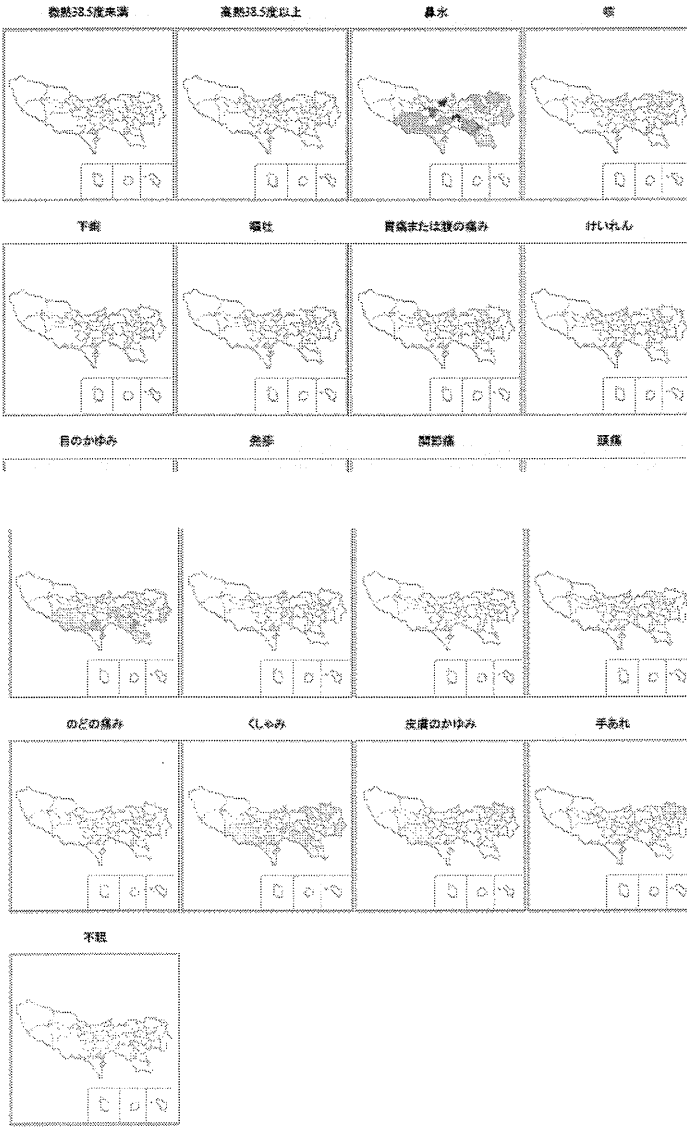 微熱38.5度未満 高熱38.5度以上 鼻水 咳
下痢 嘔吐 胃痛または腹の痛み けいれん
目のかゆみ 発疹 関節痛 頭痛
のどの痛み くしゃみ 皮膚のかゆみ 手あれ
不眠